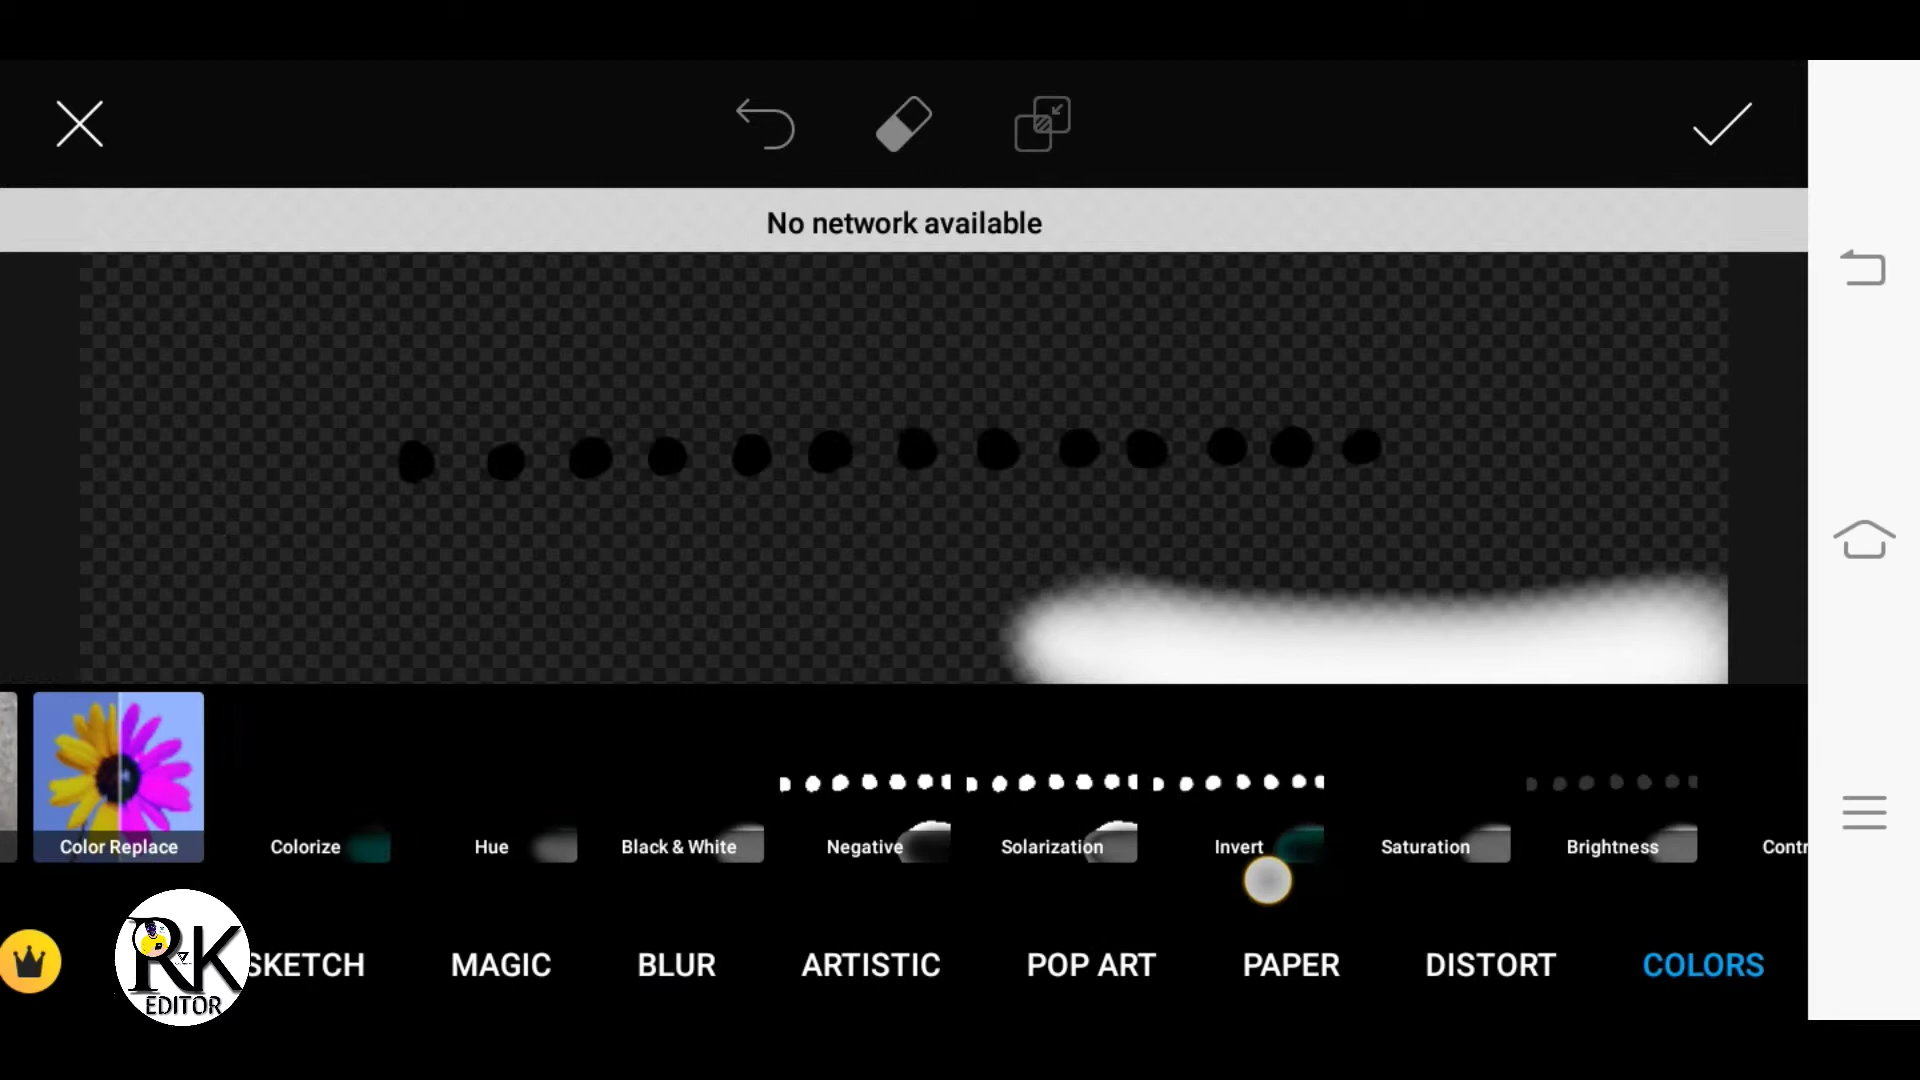 No network available
Color Replace
Colorize
Hue
Black & White
Negative
Solarization
Invert
Saturation
Brightness
Contr
RK
EDITOR
SKETCH
MAGIC
BLUR
ARTISTIC
POP ART
PAPER
DISTORT
COLORS